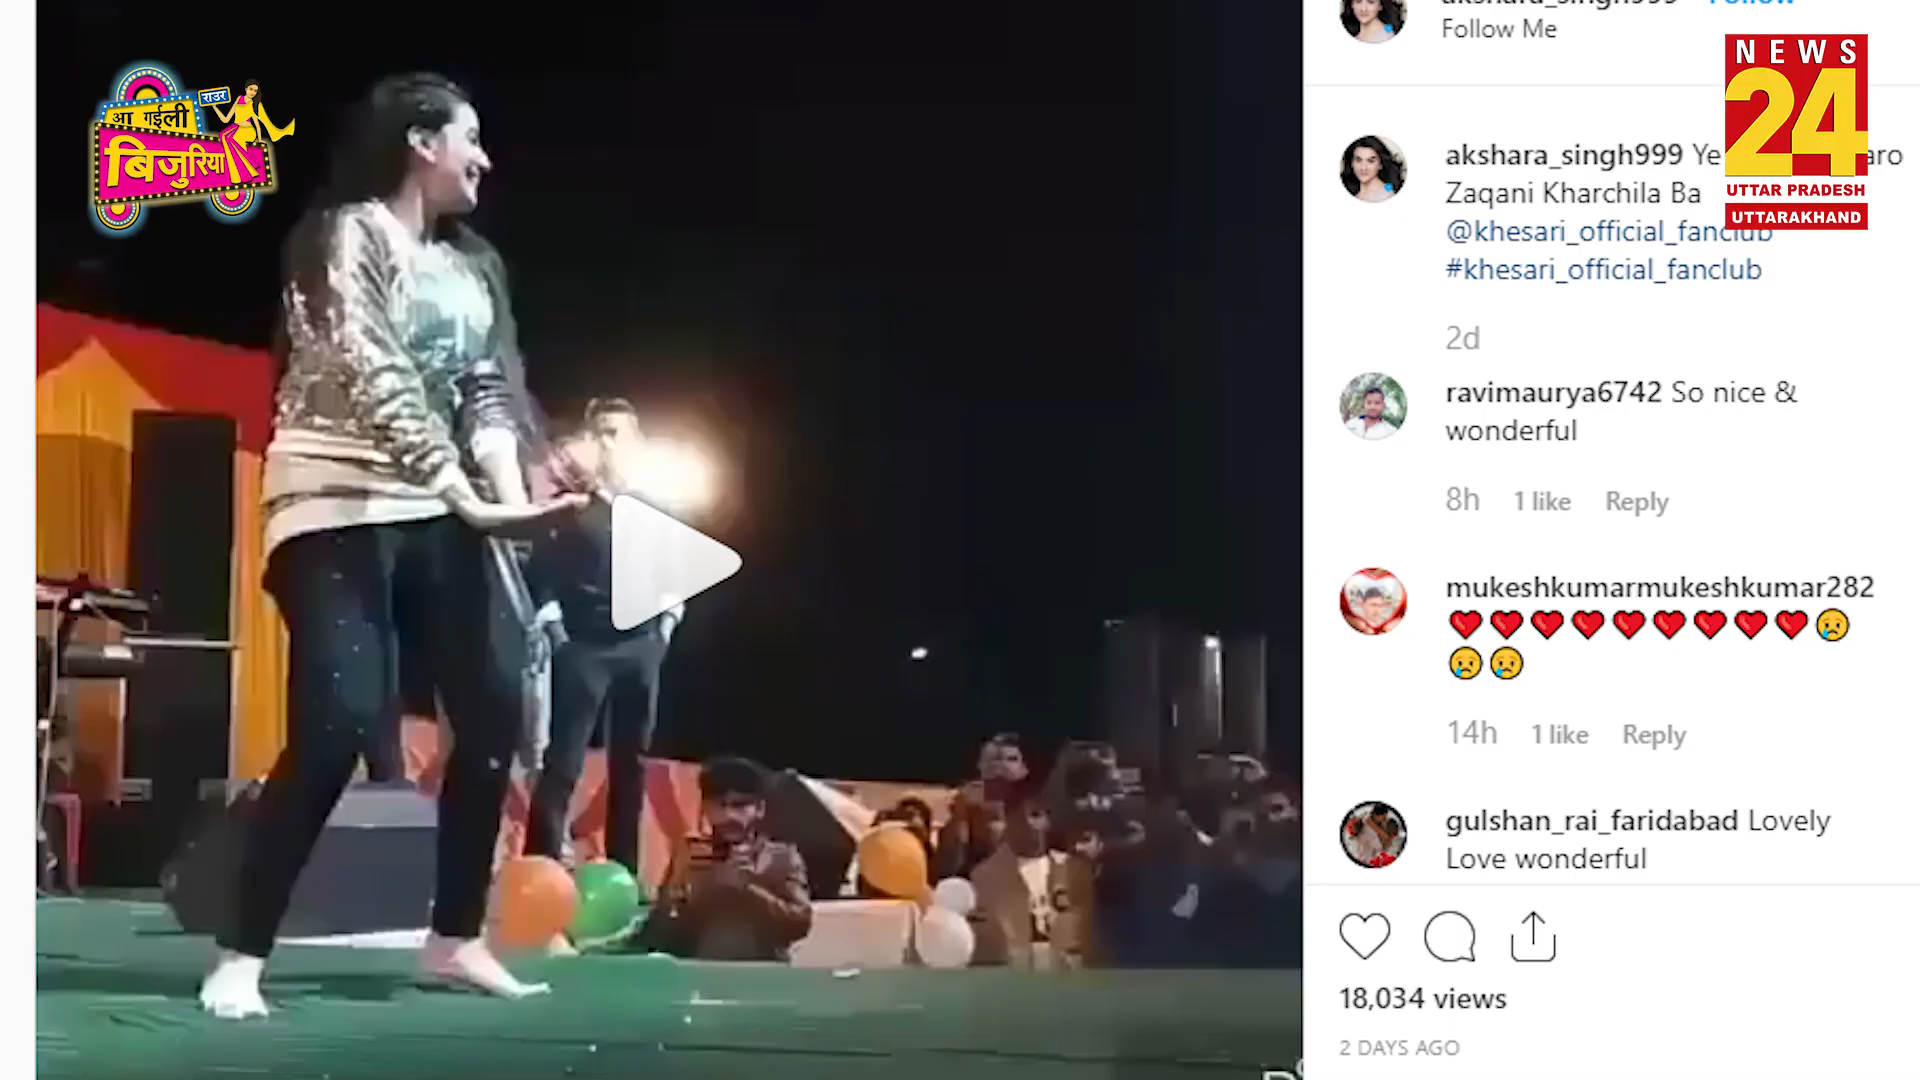 राउर
आ गईली
बिजुरिया
Follow Me
NEWS
24
UTTAR PRADESH
UTTARAKHAND
akshara_singh999 Ye
Zaqani Kharchila Ba
@khesari_official_fanclub
#khesari_official_fanclub
2d
ravimaurya6742 So nice &
wonderful
8h 1 like Reply
mukeshkumarmukeshkumar282
❤❤❤❤❤❤❤❤❤😢
😢😢
14h 1 like Reply
gulshan_rai_faridabad Lovely
Love wonderful
18,034 views
2 DAYS AGO